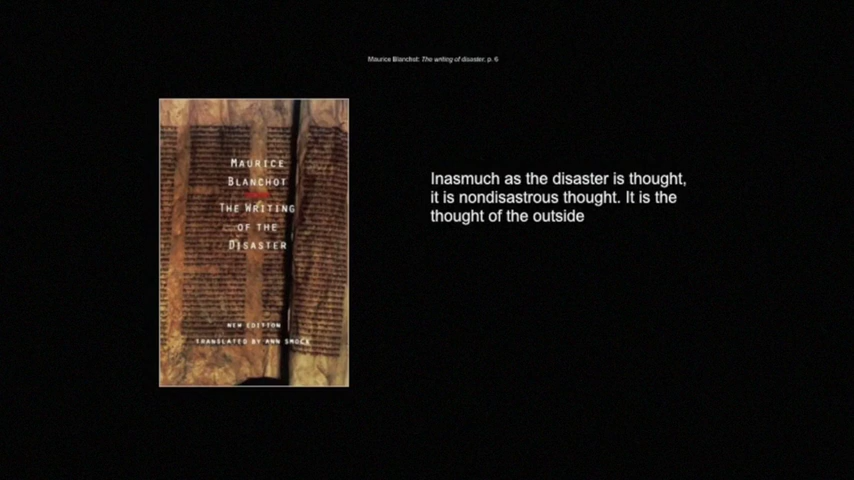 Maurice Blanchot: The writing of disaster, p. 6
MAURICE
BLANCHOT
THE WRITING
OF THE
DISASTER
NEW EDITION
TRANSLATED BY ANN SMOCK
Inasmuch as the disaster is thought,
it is nondisastrous thought. It is the
thought of the outside